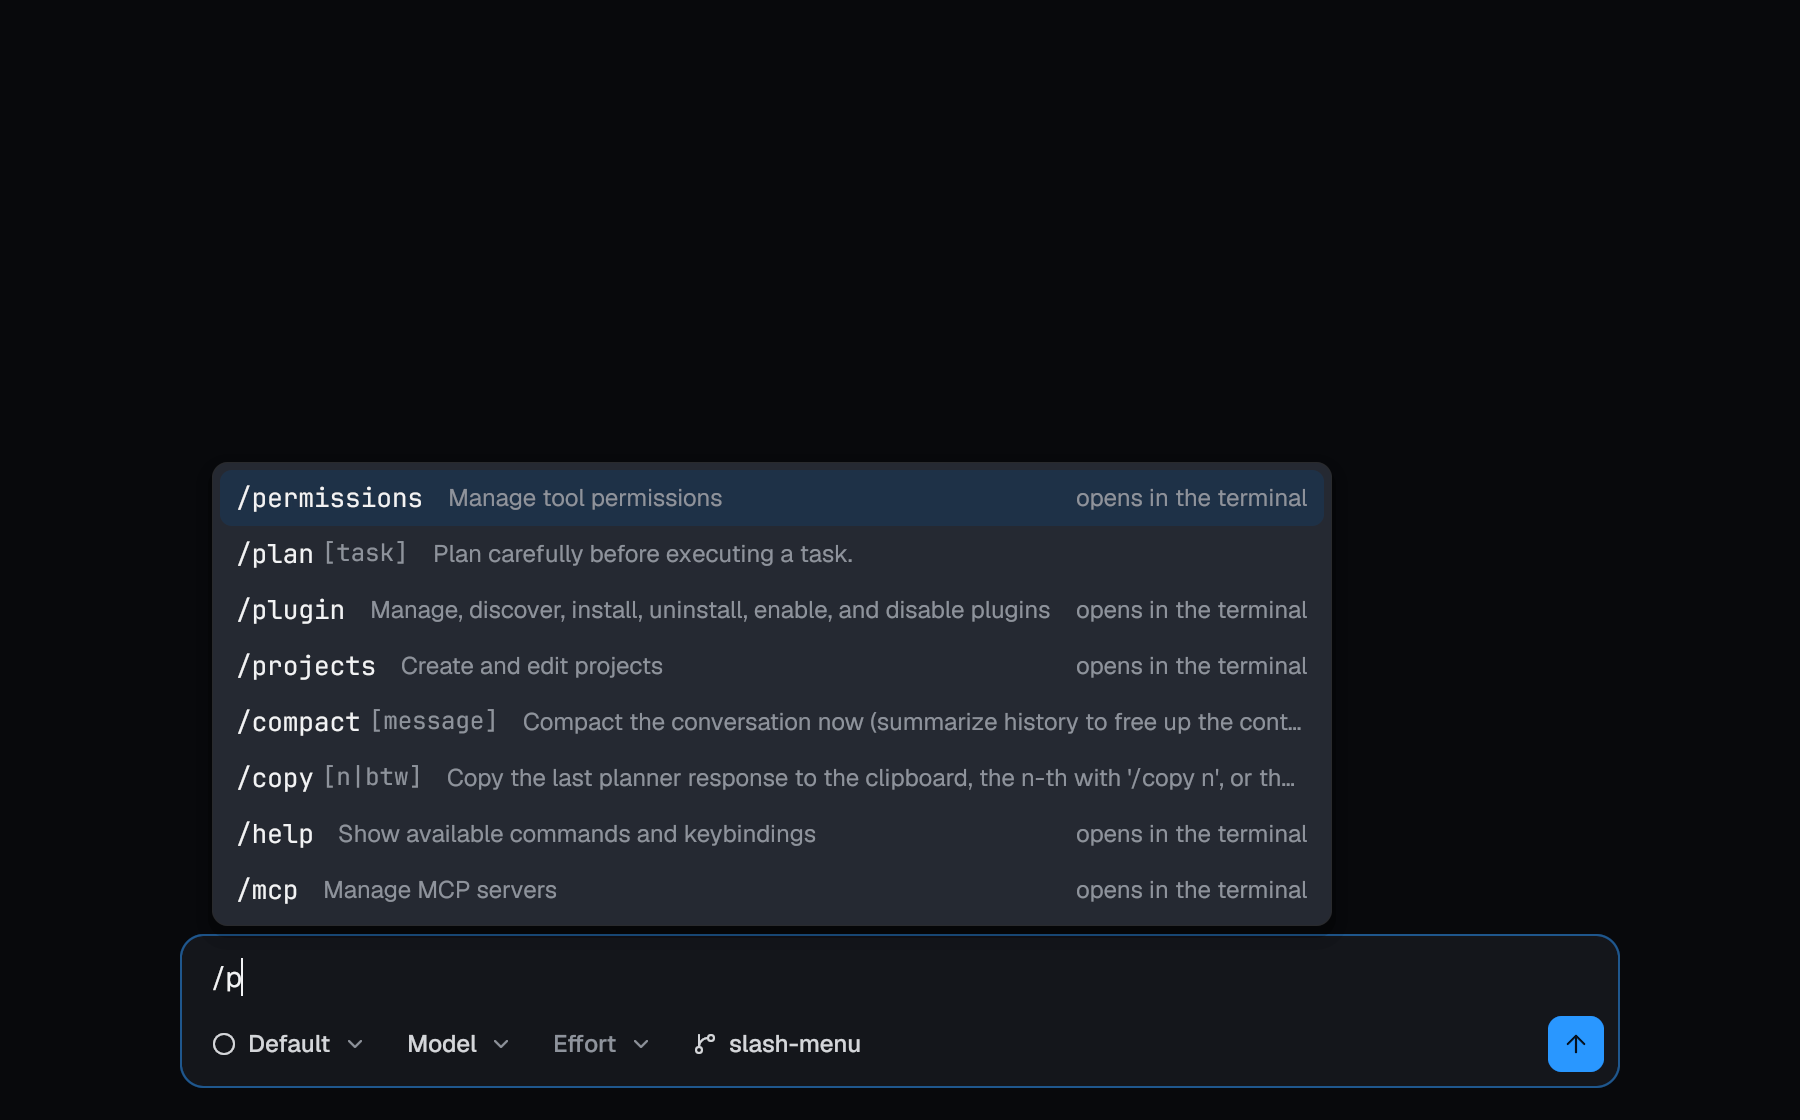 /permissions Manage tool permissions opens in the terminal
/plan [task] Plan carefully before executing a task.
/plugin Manage, discover, install, uninstall, enable, and disable plugins opens in the terminal
/projects Create and edit projects opens in the terminal
/compact [message] Compact the conversation now (summarize history to free up the cont…
/copy [n|btw] Copy the last planner response to the clipboard, the n-th with '/copy n', or th…
/help Show available commands and keybindings opens in the terminal
/mcp Manage MCP servers opens in the terminal
/p
Default Model Effort slash-menu